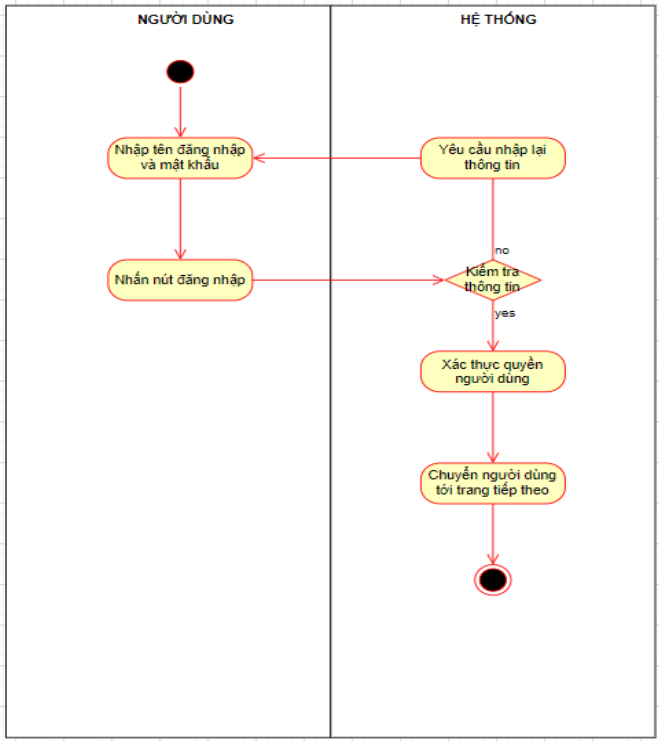 NGƯỜI DÙNG
HỆ THỐNG
Nhập tên đăng nhập
và mật khẩu
Yêu cầu nhập lại
thông tin
no
Nhấn nút đăng nhập
Kiểm tra
thông tin
yes
Xác thực quyền
người dùng
Chuyển người dùng
tới trang tiếp theo